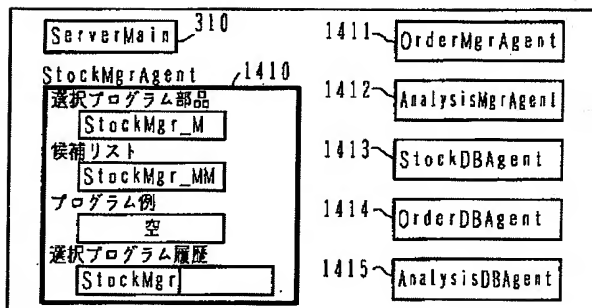 ServerMain 310
StockMgrAgent 1410
選択プログラム部品
StockMgr_M
候補リスト
StockMgr_MM
プログラム例
空
選択プログラム履歴
StockMgr
1411 OrderMgrAgent
1412 AnalysisMgrAgent
1413 StockDBAgent
1414 OrderDBAgent
1415 AnalysisDBAgent